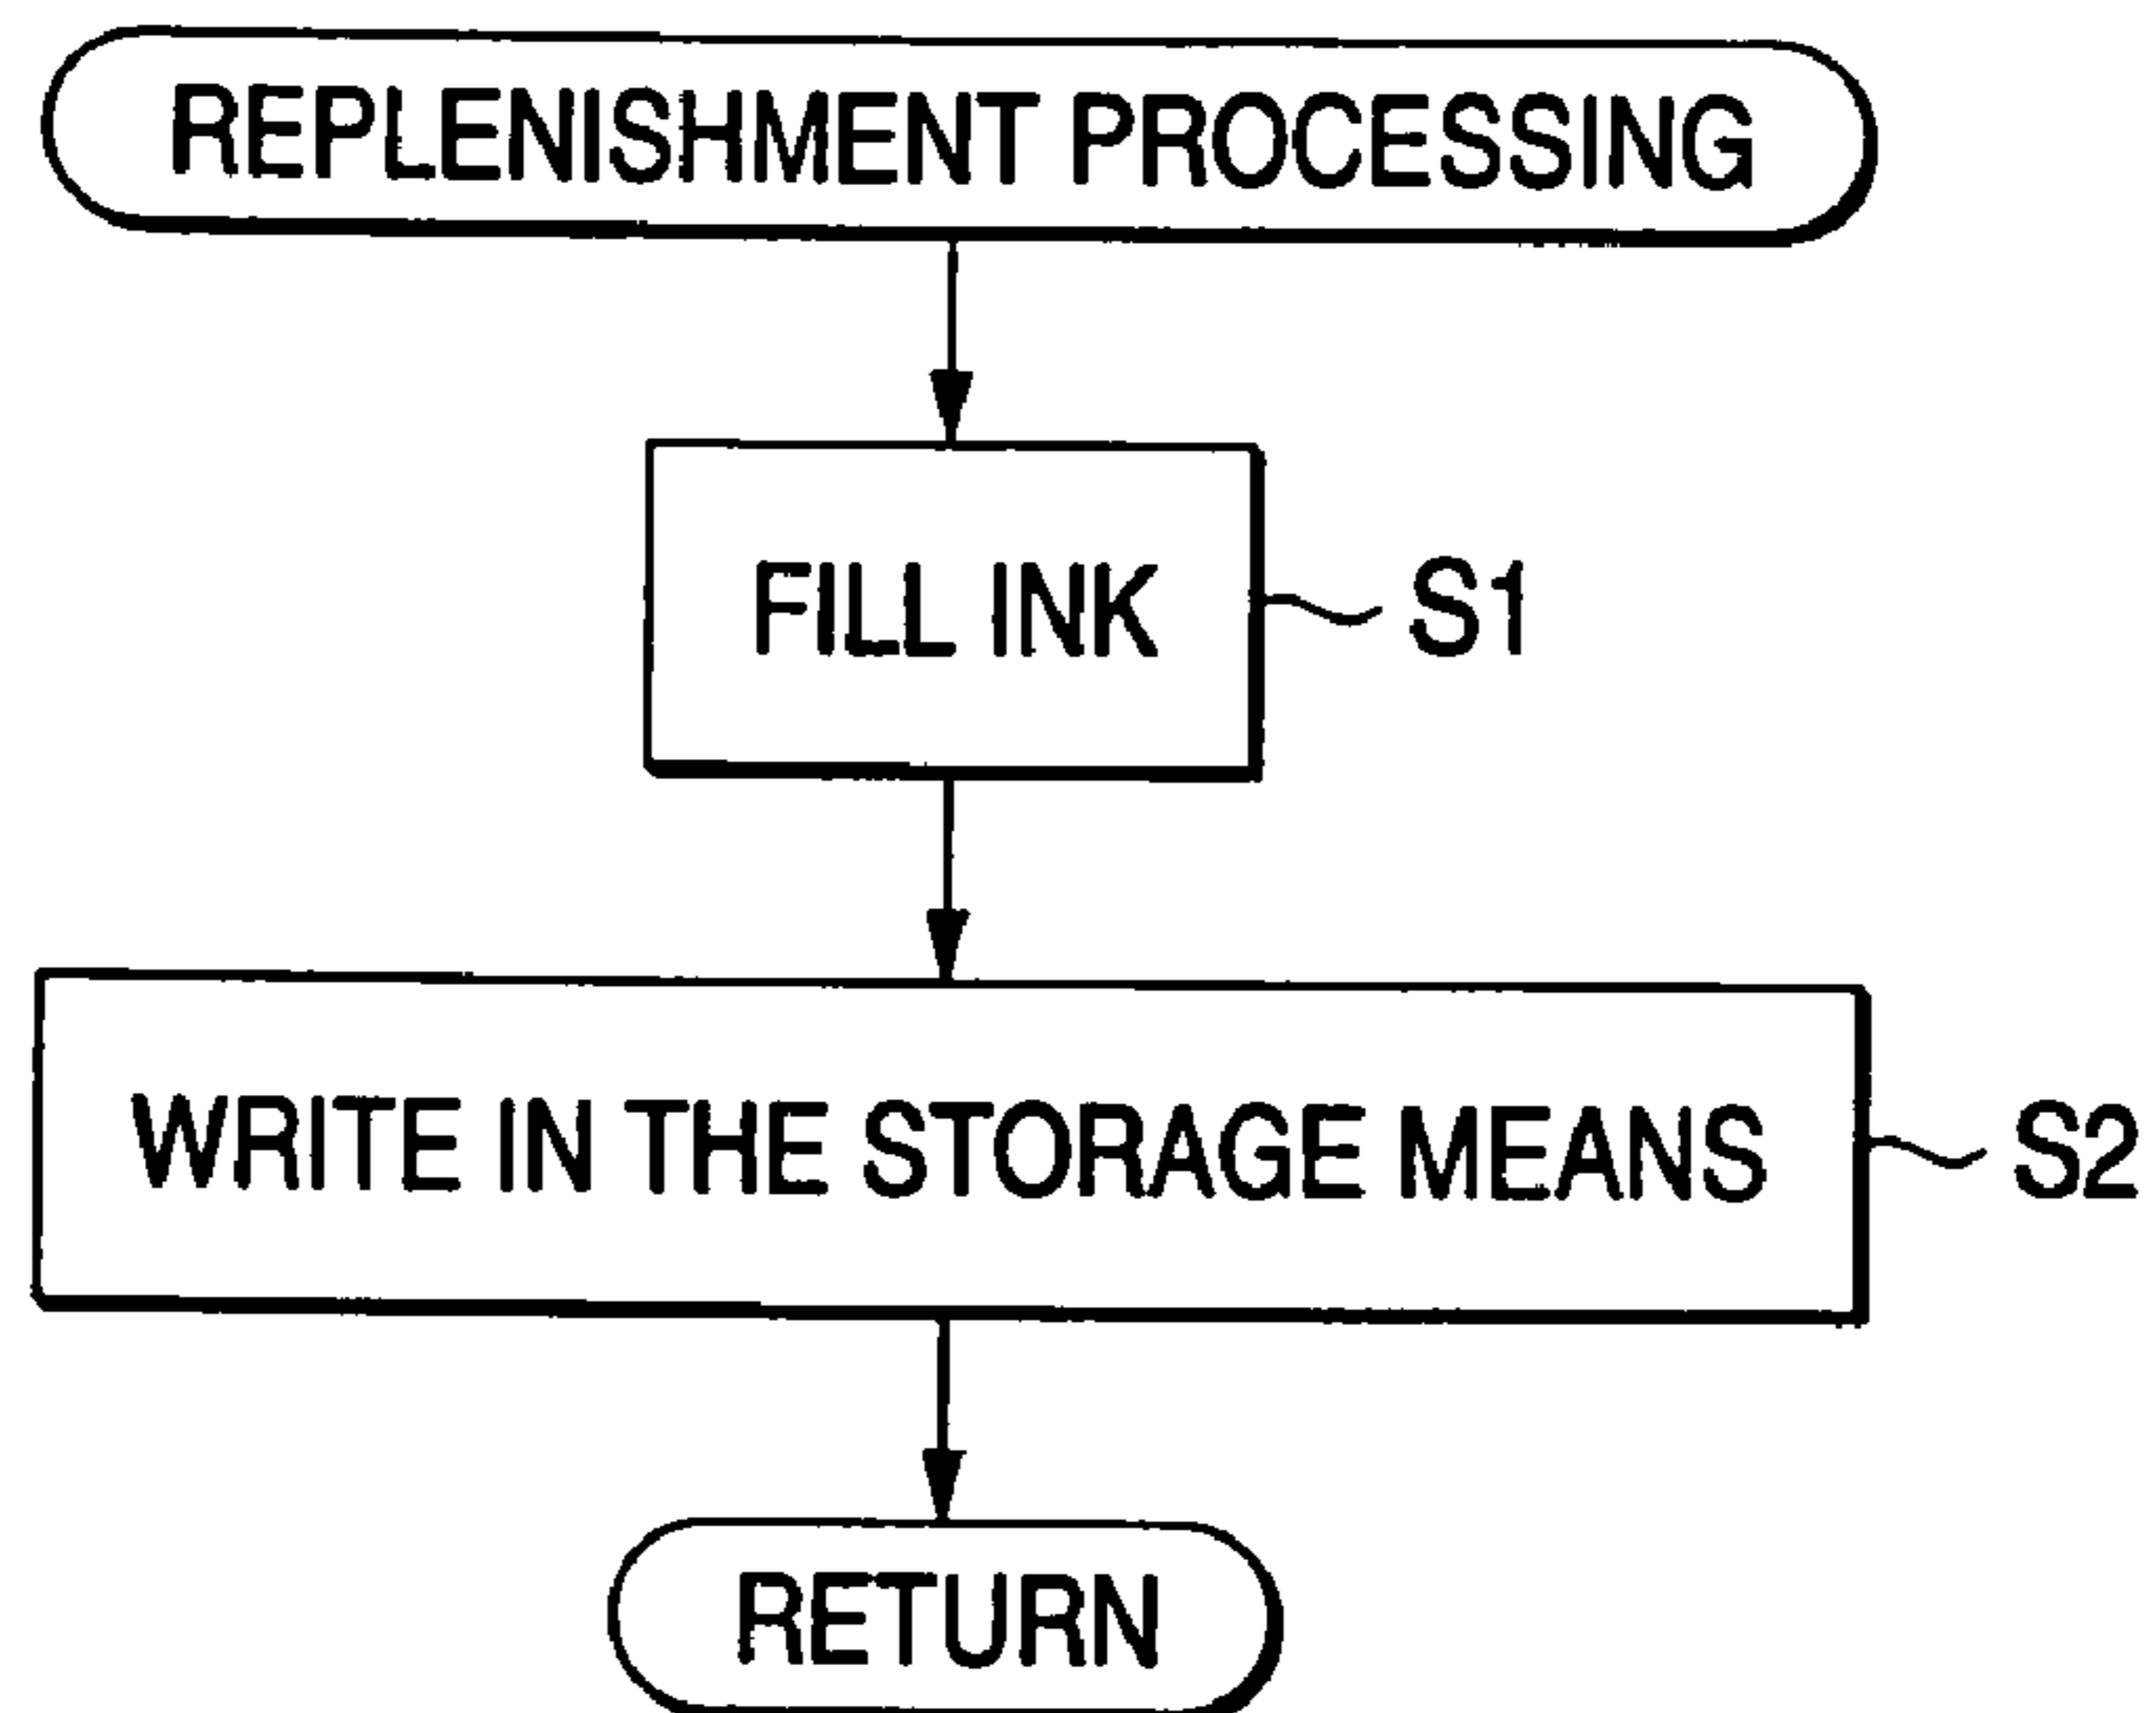 REPLENISHMENT PROCESSING
FILL INK
S1
WRITE IN THE STORAGE MEANS
S2
RETURN